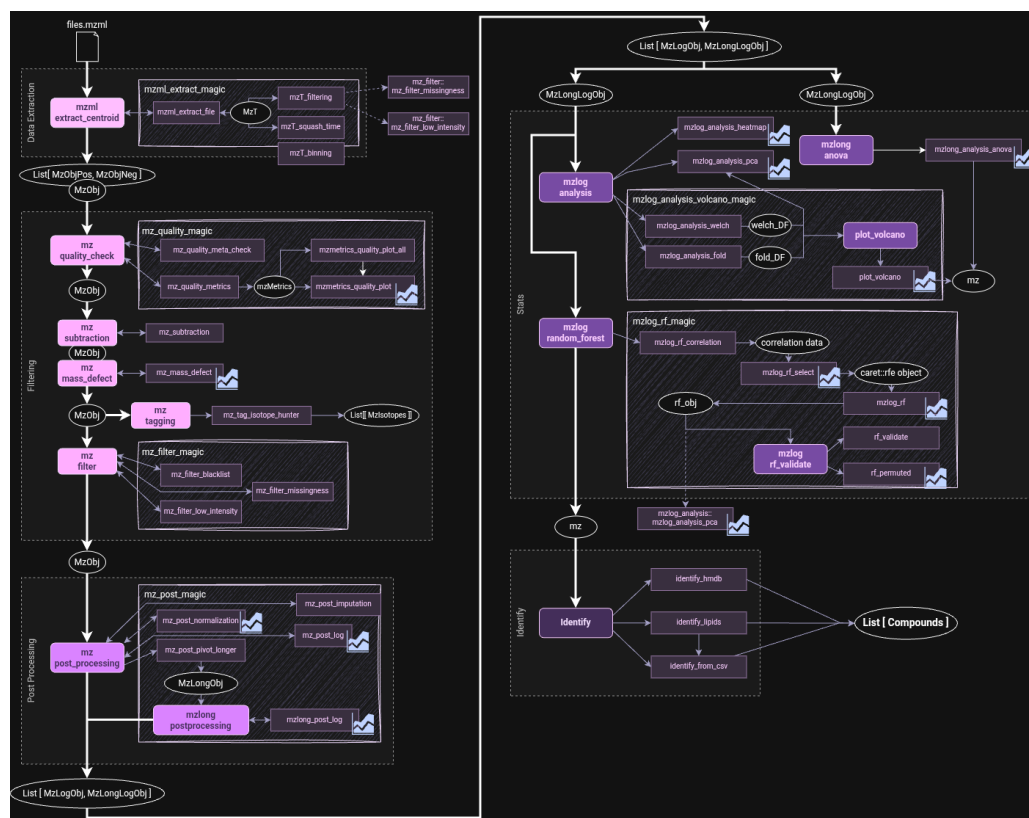 files.mzml
Data Extraction
mzml
extract_centroid
mzml_extract_magic
mzml_extract_file
MzT
mzT_filtering
mzT_squash_time
mzT_binning
mz_filter::
mz_filter_missingness
mz_filter::
mz_filter_low_intensity
List[ MzObjPos, MzObjNeg ]
MzObj
Filtering
mz
quality_check
mz_quality_magic
mz_quality_meta_check
mz_quality_metrics
mzMetrics
mzmetrics_quality_plot_all
mzmetrics_quality_plot
MzObj
mz
subtraction
mz_subtraction
MzObj
mz
mass_defect
mz_mass_defect
MzObj
mz
tagging
mz_tag_isotope_hunter
List[[ MzIsotopes ]]
mz
filter
mz_filter_magic
mz_filter_blacklist
mz_filter_missingness
mz_filter_low_intensity
MzObj
Post Processing
mz
post_processing
mz_post_magic
mz_post_imputation
mz_post_normalization
mz_post_log
mz_post_pivot_longer
MzLongObj
mzlong
postprocessing
mzlong_post_log
List [ MzLogObj, MzLongLogObj ]
List [ MzLogObj, MzLongLogObj ]
MzLongLogObj
MzLongLogObj
Stats
mzlog
analysis
mzlog_analysis_heatmap
mzlog_analysis_pca
mzlong
anova
mzlong_analysis_anova
mzlog_analysis_volcano_magic
mzlog_analysis_welch
welch_DF
mzlog_analysis_fold
fold_DF
plot_volcano
plot_volcano
mz
mzlog
random_forest
mzlog_rf_magic
mzlog_rf_correlation
correlation data
mzlog_rf_select
caret::rfe object
mzlog_rf
rf_obj
mzlog
rf_validate
rf_validate
rf_permuted
mzlog_analysis::
mzlog_analysis_pca
mz
Identify
Identify
identify_hmdb
identify_lipids
identify_from_csv
List [ Compounds ]